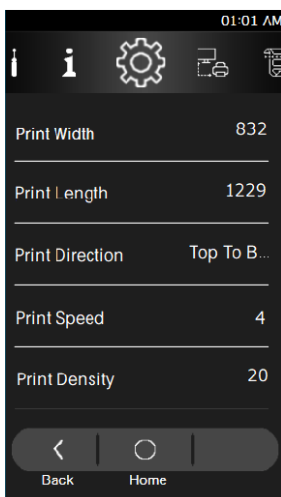 01:01 AM
Print Width 832
Print Length 1229
Print Direction Top To B...
Print Speed 4
Print Density 20
Back Home